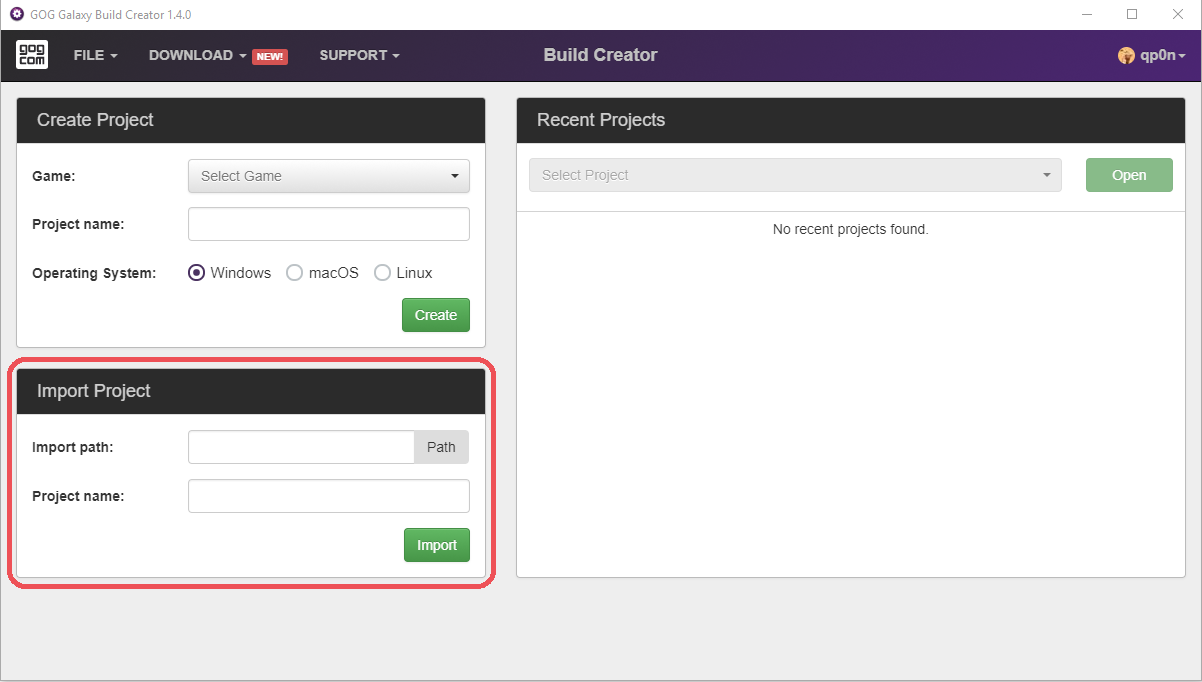 GOG Galaxy Build Creator 1.4.0
GOG COM
FILE DOWNLOAD NEW! SUPPORT Build Creator qp0n
Create Project
Game: Select Game
Project name:
Operating System: Windows macOS Linux
Create
Import Project
Import path: Path
Project name:
Import
Recent Projects
Select Project Open
No recent projects found.